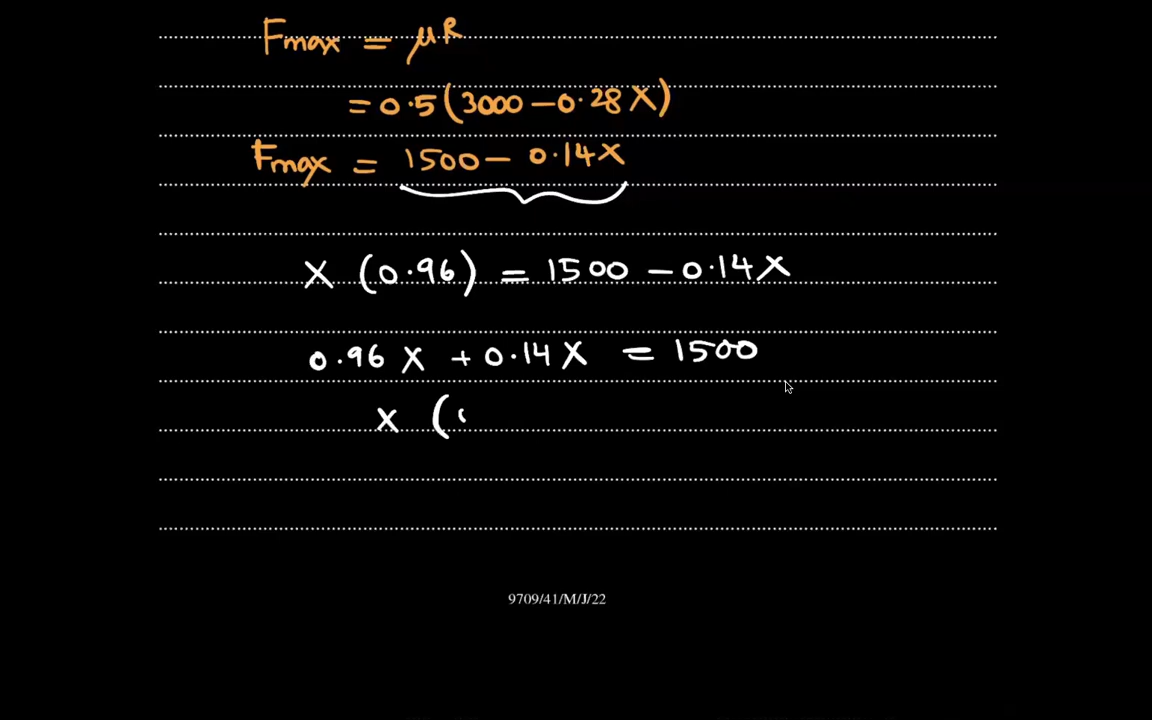 Fmax = μR
= 0.5(3000 – 0.28X)
Fmax = 1500 – 0.14X
X (0.96) = 1500 – 0.14X
0.96 X + 0.14X = 1500
X (
9709/41/M/J/22